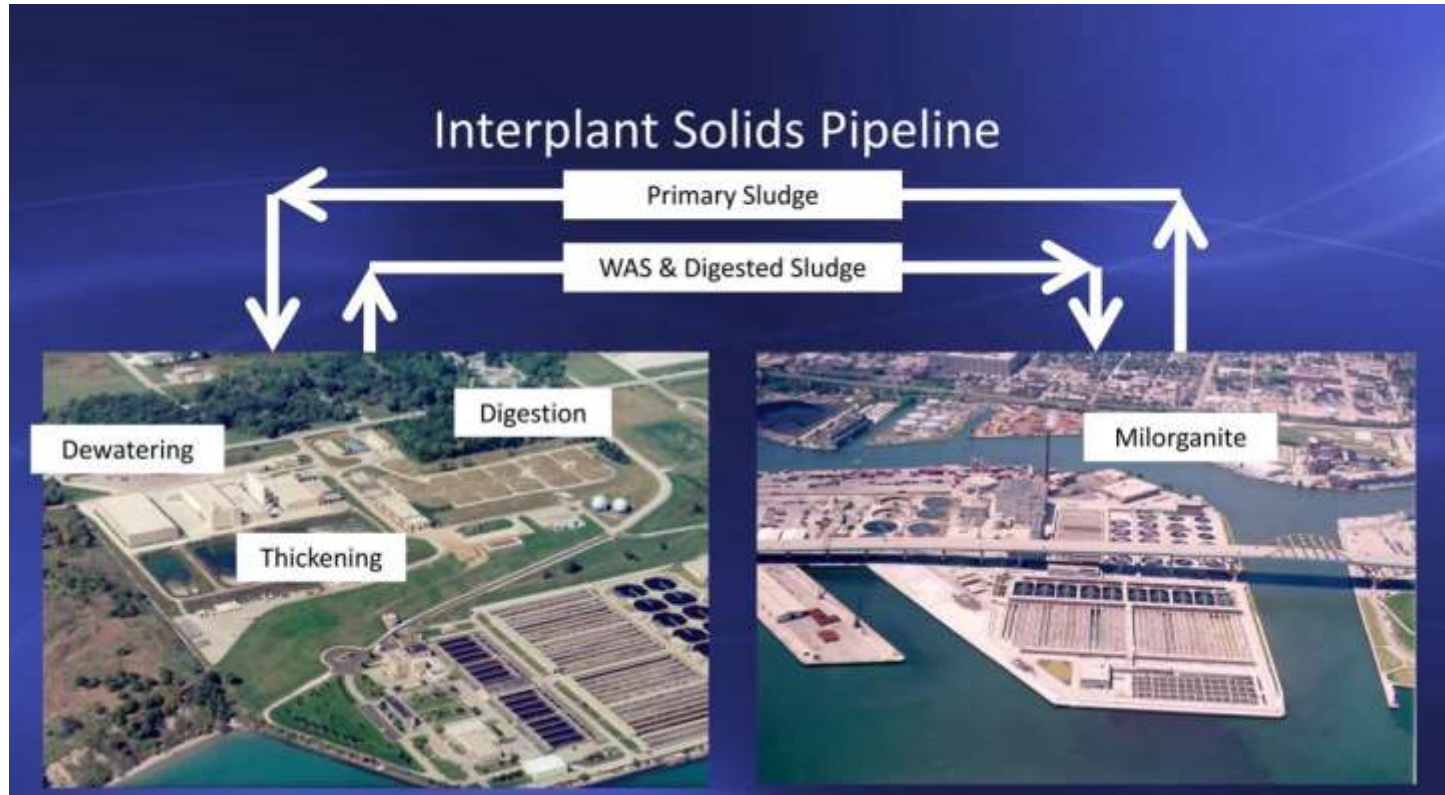 Interplant Solids Pipeline
Primary Sludge
WAS & Digested Sludge
Digestion
Dewatering
Thickening
Milorganite